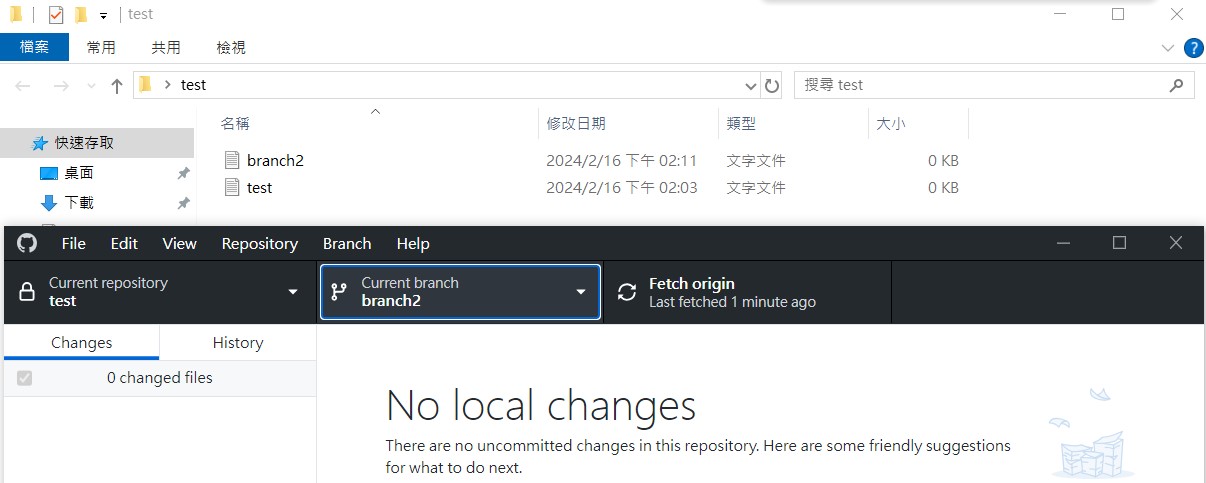 test
檔案 常用 共用 檢視
test 搜尋 test
名稱 修改日期 類型 大小
快速存取
branch2 2024/2/16 下午 02:11 文字文件 0 KB
桌面
test 2024/2/16 下午 02:03 文字文件 0 KB
下載
File Edit View Repository Branch Help
Current repository
test
Current branch
branch2
Fetch origin
Last fetched 1 minute ago
Changes History
0 changed files
No local changes
There are no uncommitted changes in this repository. Here are some friendly suggestions
for what to do next.